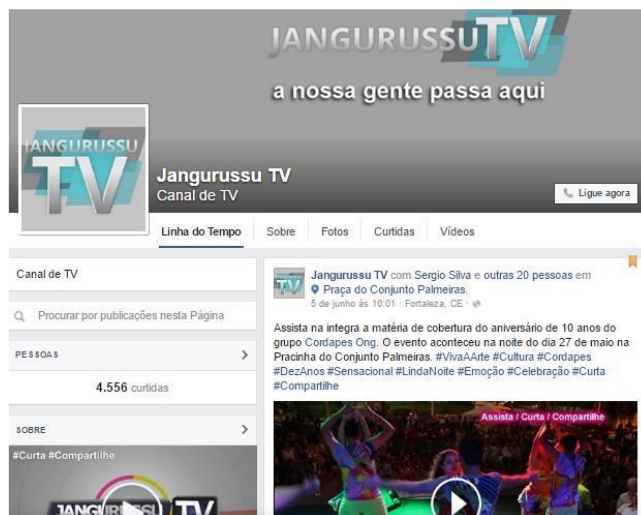 JANGURUSSU TV
a nossa gente passa aqui
JANGURUSSU
TV
Jangurussu TV
Canal de TV
Ligue agora
Linha do Tempo
Sobre
Fotos
Curtidas
Vídeos
Canal de TV
Procurar por publicações nesta Página
PESSOAS
4.556 curtidas
SOBRE
#Curta #Compartilhe
JANGURUSSU TV
Jangurussu TV com Sergio Silva e outras 20 pessoas em
Praça do Conjunto Palmeiras.
5 de junho às 10:01 · Fortaleza, CE ·
Assista na integra a matéria de cobertura do aniversário de 10 anos do
grupo Cordapes Ong. O evento aconteceu na noite do dia 27 de maio na
Pracinha do Conjunto Palmeiras. #VivaAArte #Cultura #Cordapes
#DezAnos #Sensacional #LindaNoite #Emoção #Celebração #Curta
#Compartilhe
Assista / Curta / Compartilhe